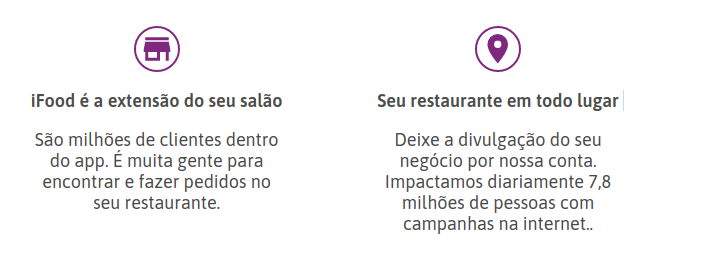 iFood é a extensão do seu salão
São milhões de clientes dentro
do app. É muita gente para
encontrar e fazer pedidos no
seu restaurante.
Seu restaurante em todo lugar
Deixe a divulgação do seu
negócio por nossa conta.
Impactamos diariamente 7,8
milhões de pessoas com
campanhas na internet..